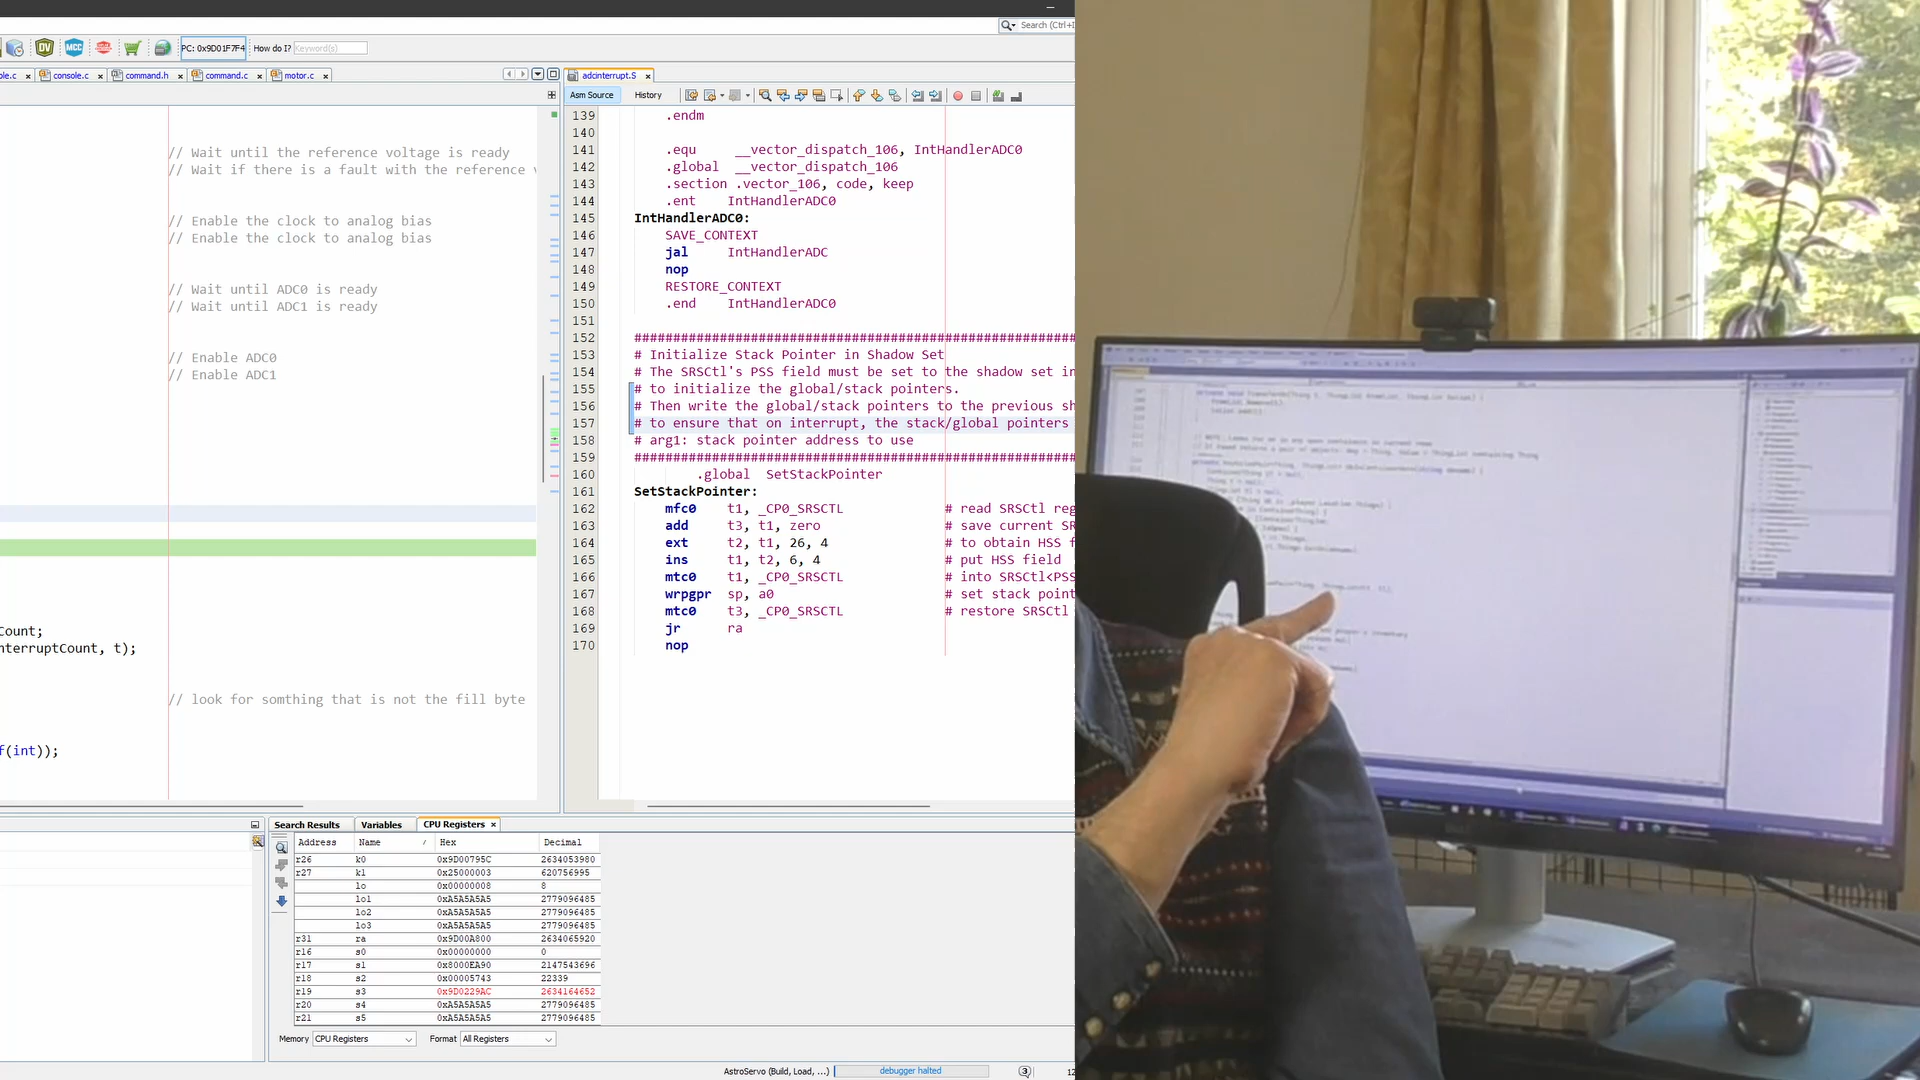 Search (Ctrl+I
DV
MCC
PC: 0x9D01F7F4
How do I?
Keyword(s)
ole.c
console.c
command.h
command.c
motor.c
adcinterrupt.S
Asm Source
History
// Wait until the reference voltage is ready
// Wait if there is a fault with the reference v
// Enable the clock to analog bias
// Enable the clock to analog bias
// Wait until ADC0 is ready
// Wait until ADC1 is ready
// Enable ADC0
// Enable ADC1
Count;
nterruptCount, t);
// look for somthing that is not the fill byte
f(int));
139 .endm
140
141 .equ __vector_dispatch_106, IntHandlerADC0
142 .global __vector_dispatch_106
143 .section .vector_106, code, keep
144 .ent IntHandlerADC0
145 IntHandlerADC0:
146 SAVE_CONTEXT
147 jal IntHandlerADC
148 nop
149 RESTORE_CONTEXT
150 .end IntHandlerADC0
151
152 #########################################################
153 # Initialize Stack Pointer in Shadow Set
154 # The SRSCtl's PSS field must be set to the shadow set in
155 # to initialize the global/stack pointers.
156 # Then write the global/stack pointers to the previous sh
157 # to ensure that on interrupt, the stack/global pointers
158 # arg1: stack pointer address to use
159 #########################################################
160 .global SetStackPointer
161 SetStackPointer:
162 mfc0 t1, _CP0_SRSCTL # read SRSCtl reg
163 add t3, t1, zero # save current SR
164 ext t2, t1, 26, 4 # to obtain HSS f
165 ins t1, t2, 6, 4 # put HSS field
166 mtc0 t1, _CP0_SRSCTL # into SRSCtl<PSS
167 wrpgpr sp, a0 # set stack point
168 mtc0 t3, _CP0_SRSCTL # restore SRSCtl
169 jr ra
170 nop
Search Results
Variables
CPU Registers
Address Name Hex Decimal
r26 k0 0x9D00795C 2634053980
r27 k1 0x25000003 620756995
lo 0x00000008 8
lo1 0xA5A5A5A5 2779096485
lo2 0xA5A5A5A5 2779096485
lo3 0xA5A5A5A5 2779096485
r31 ra 0x9D00A800 2634065920
r16 s0 0x00000000 0
r17 s1 0x8000EA90 2147543696
r18 s2 0x00005743 22339
r19 s3 0x9D0229AC 2634164652
r20 s4 0xA5A5A5A5 2779096485
r21 s5 0xA5A5A5A5 2779096485
Memory CPU Registers Format All Registers
AstroServo (Build, Load, ...) debugger halted 3 12